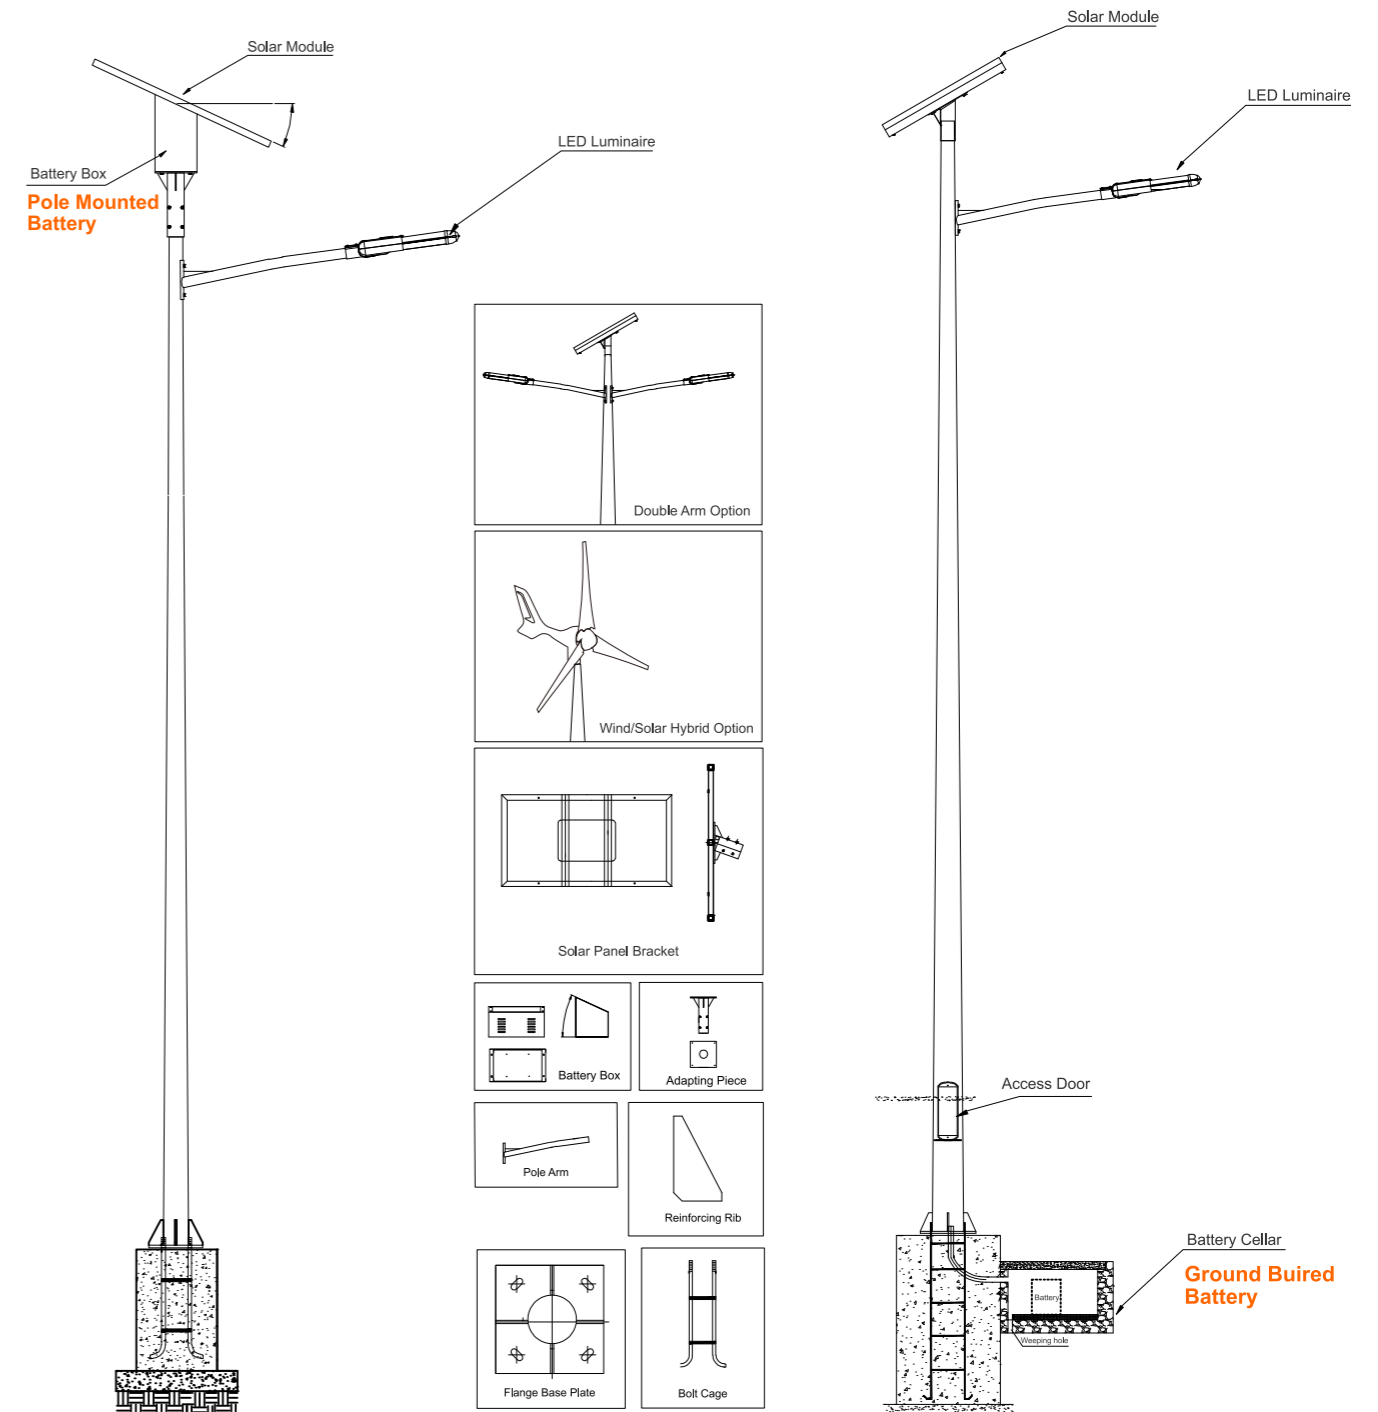 Solar Module
Battery Box
Pole Mounted
Battery
LED Luminaire
Double Arm Option
Wind/Solar Hybrid Option
Solar Panel Bracket
Battery Box
Adapting Piece
Pole Arm
Reinforcing Rib
Flange Base Plate
Bolt Cage
Solar Module
LED Luminaire
Access Door
Battery Cellar
Ground Buired
Battery
Battery
Weeping hole